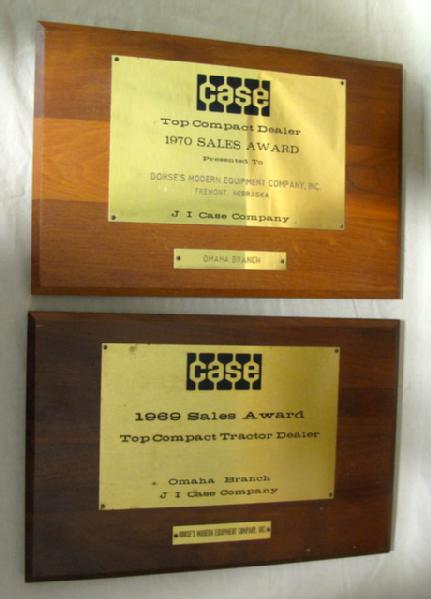 case
Top Compact Dealer
1970 SALES AWARD
Presented To
DORSE'S MODERN EQUIPMENT COMPANY, INC.
FREMONT, NEBRASKA
J I Case Company
OMAHA BRANCH
case
1969 Sales Award
Top Compact Tractor Dealer
Omaha Branch
J I Case Company
DORSE'S MODERN EQUIPMENT COMPANY, INC.